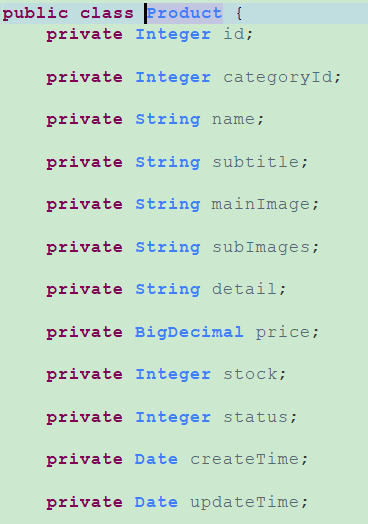 public class Product {
private Integer id;
private Integer categoryId;
private String name;
private String subtitle;
private String mainImage;
private String subImages;
private String detail;
private BigDecimal price;
private Integer stock;
private Integer status;
private Date createTime;
private Date updateTime;